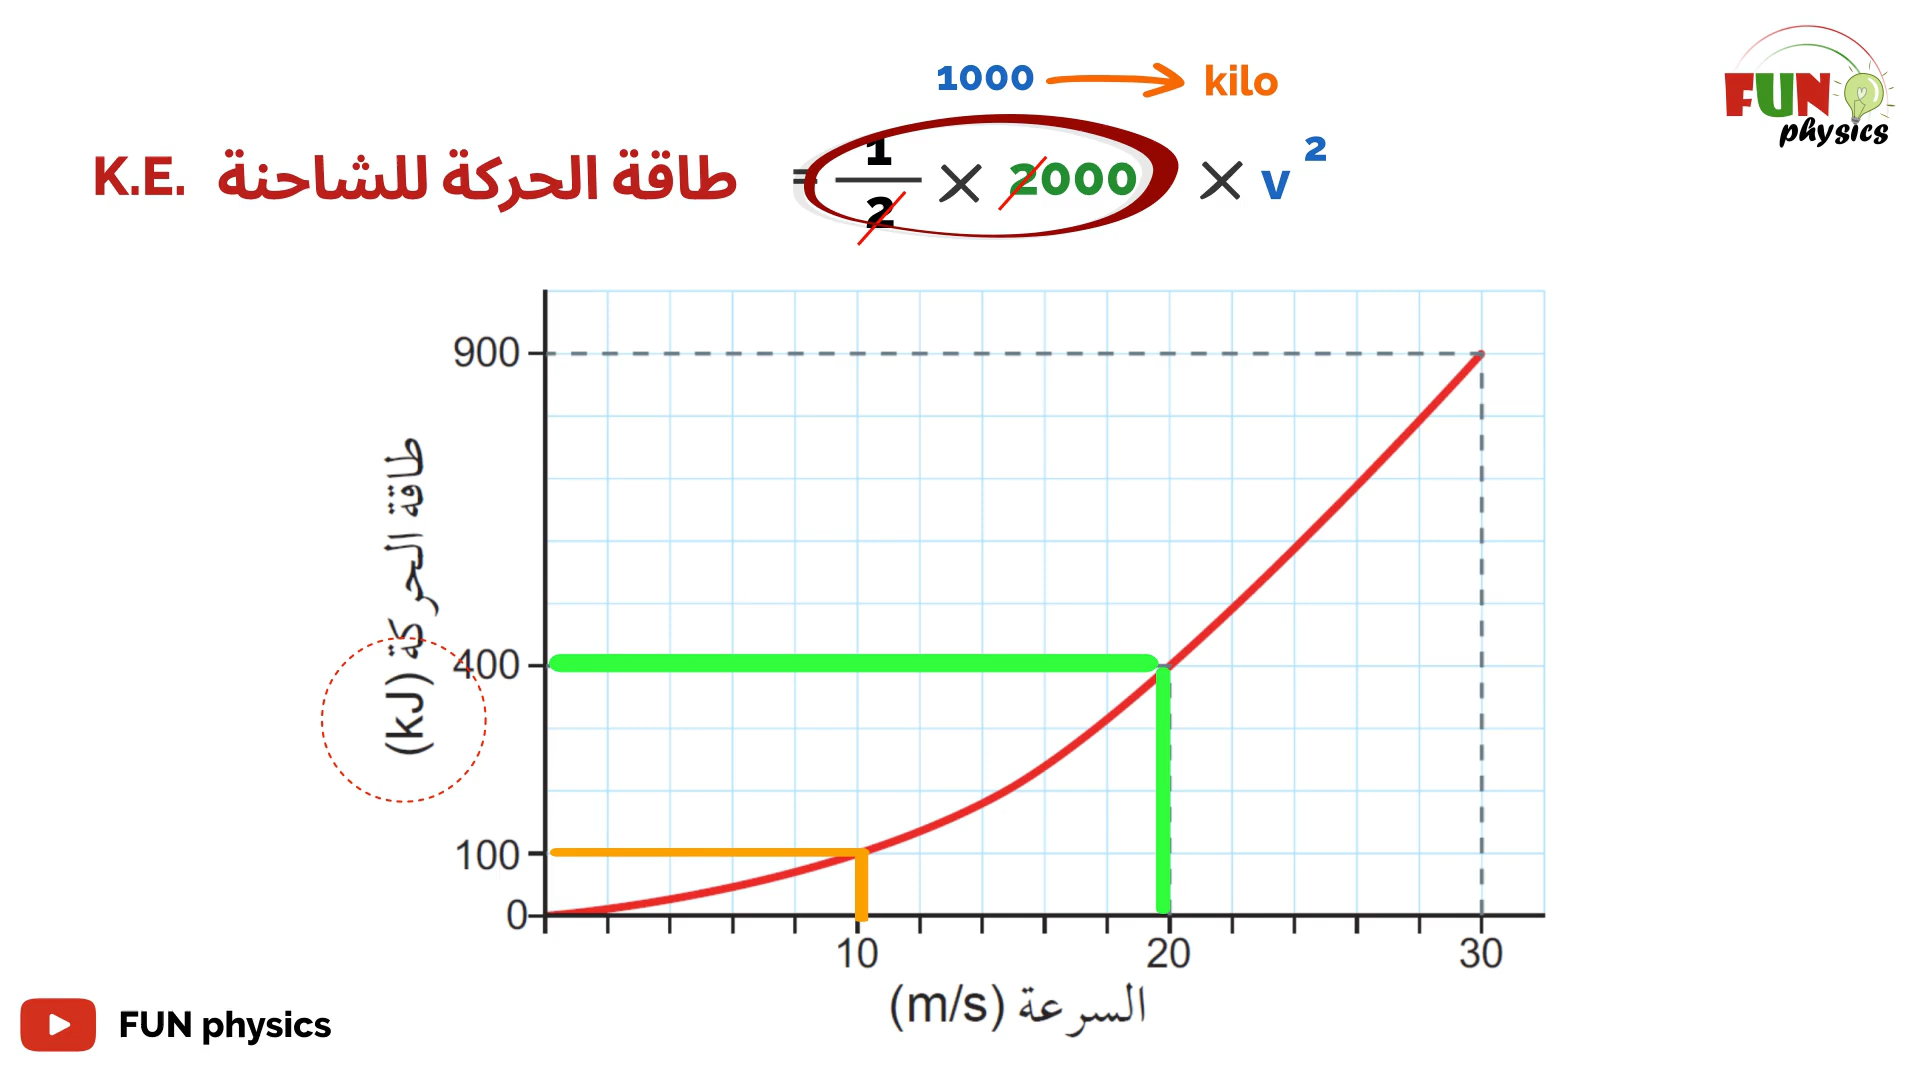 FUN
physics
1000 → kilo
K.E. طاقة الحركة للشاحنة = 1/2 × 2000 × v²
900
400
100
0
طاقة الحركة (kJ)
10 20 30
السرعة (m/s)
FUN physics